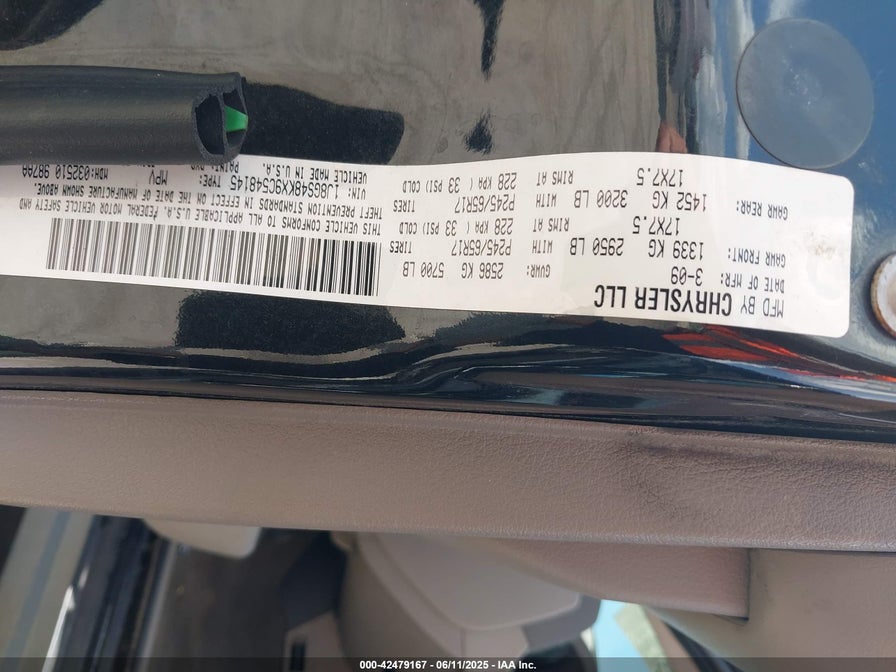 MFD BY CHRYSLER LLC
DATE OF MFR: 3-09 GVWR: 2586 KG 5700 LB
GAWR FRONT: 1339 KG 2950 LB WITH P245/65R17 TIRES
17X7.5 RIMS AT 228 KPA ( 33 PSI) COLD
GAWR REAR: 1452 KG 3200 LB WITH P245/65R17 TIRES
17X7.5 RIMS AT 228 KPA ( 33 PSI) COLD
THIS VEHICLE CONFORMS TO ALL APPLICABLE U.S.A. FEDERAL MOTOR VEHICLE SAFETY AND
THEFT PREVENTION STANDARDS IN EFFECT ON THE DATE OF MANUFACTURE SHOWN ABOVE.
VIN: 1J8GS48K9C548145 TYPE: MPV
MDH:032510 987AA
VEHICLE MADE IN U.S.A.
000-42479167 - 06/11/2025 - IAA Inc.